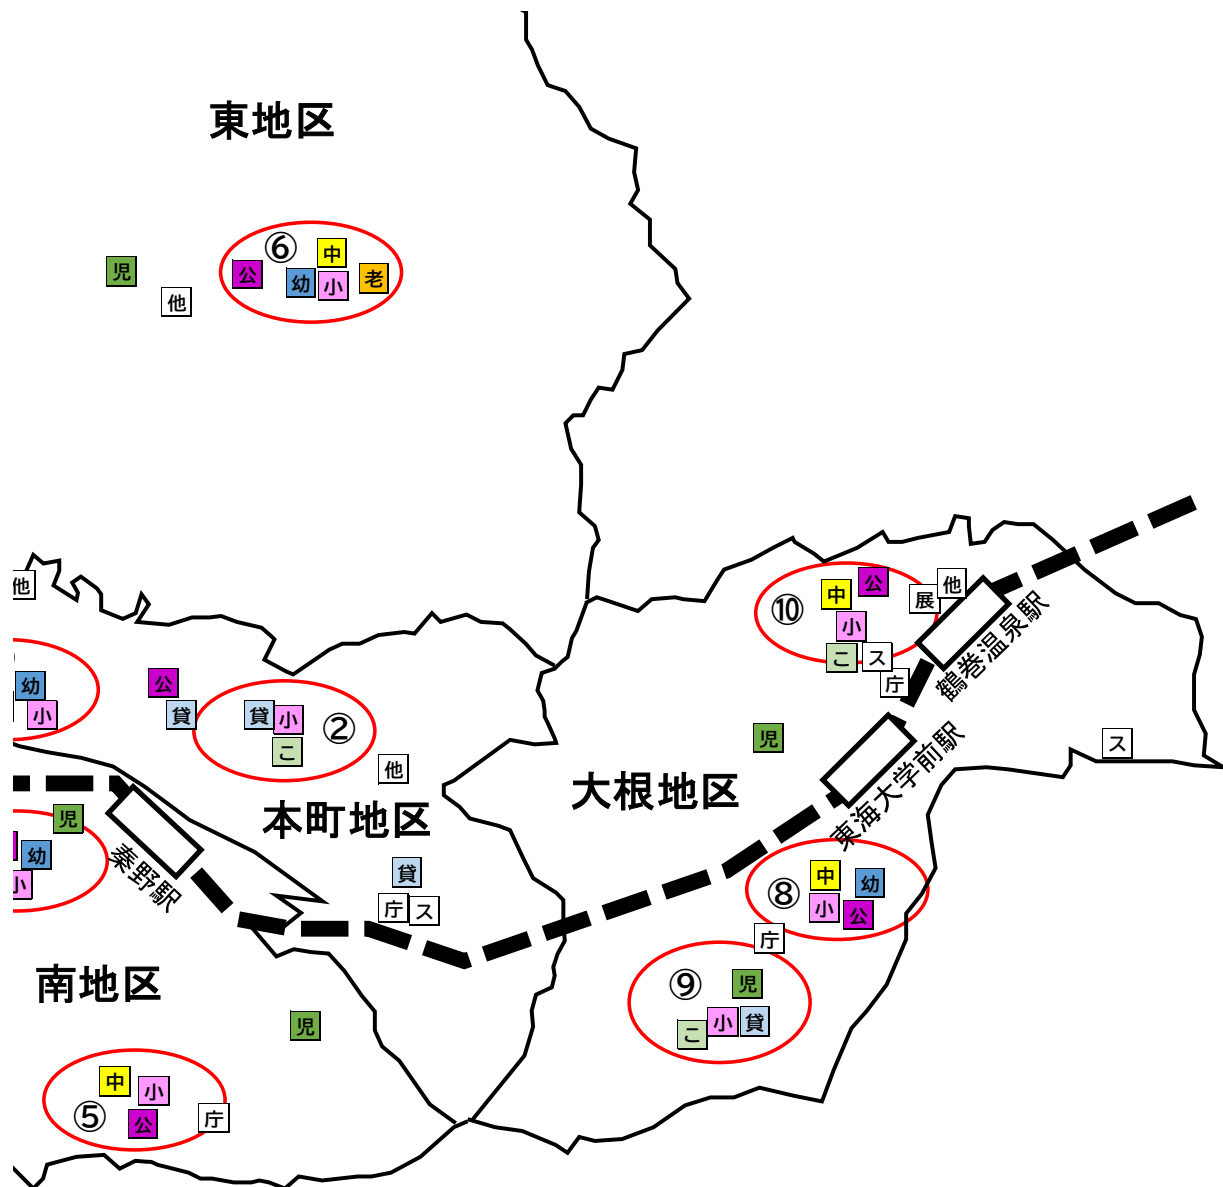 東地区
⑥
中
児
公
幼
小
老
他
他
幼
小
公
貸
貸
小
②
こ
他
本町地区
児
幼
小
秦野駅
貸
庁
ス
南地区
児
中
小
⑤
公
庁
⑩
中
公
展
他
小
こ
ス
庁
鶴巻温泉駅
児
ス
大根地区
東海大学前駅
中
幼
⑧
小
公
庁
⑨
児
こ
小
貸